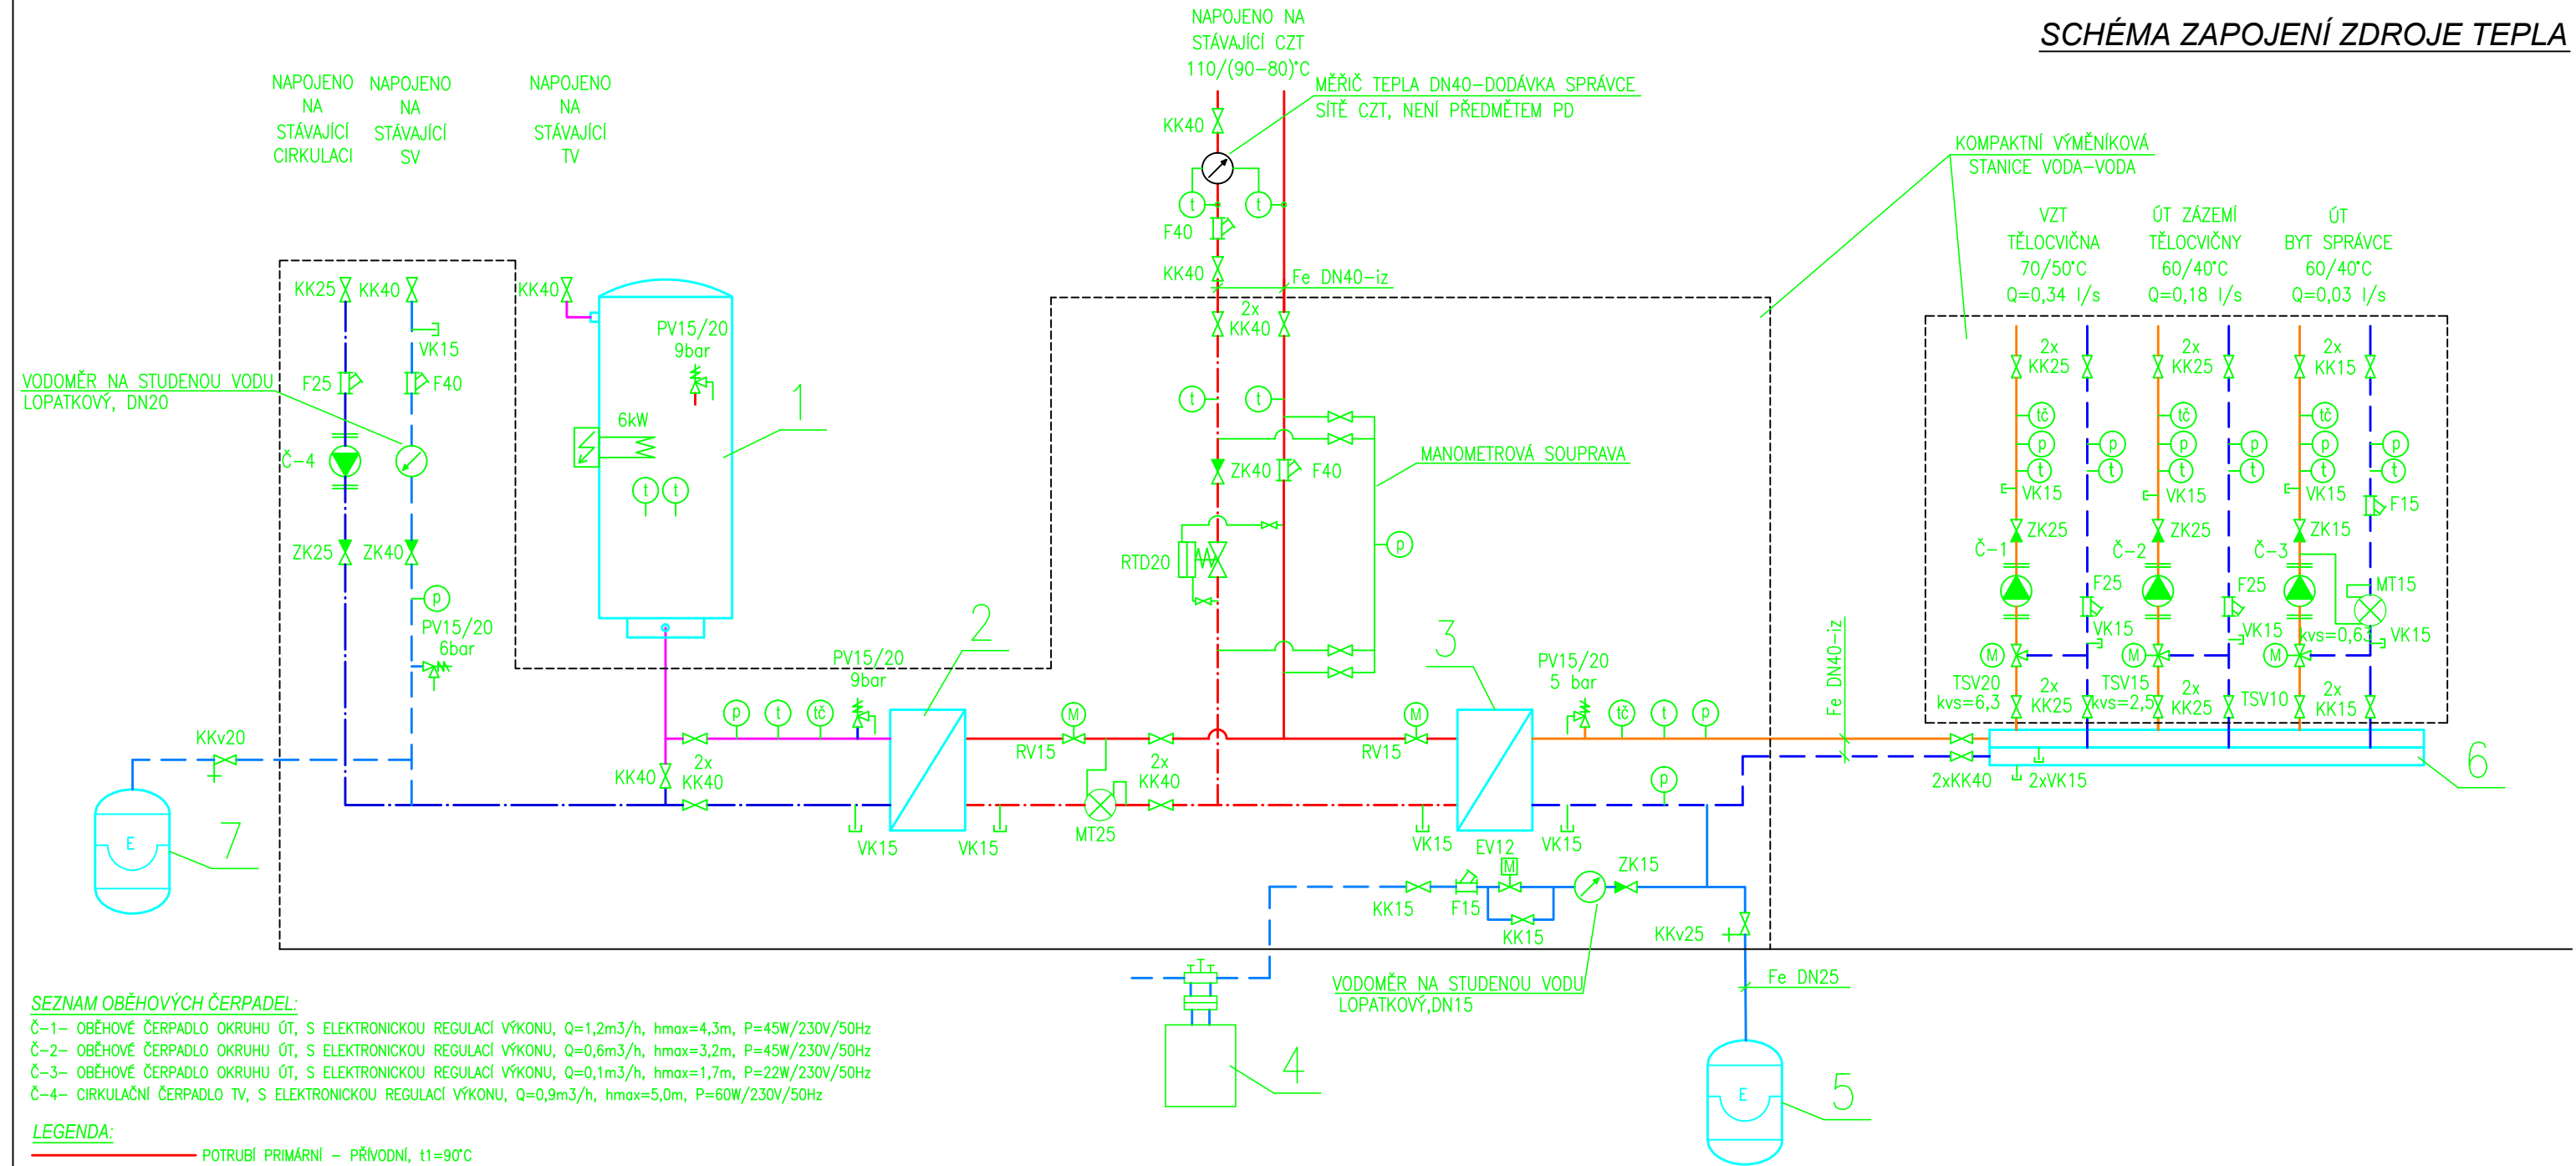 SCHÉMA ZAPOJENÍ ZDROJE TEPLA
NAPOJENO NA
STÁVAJÍCÍ CZT
110/(90-80)°C
MĚŘIČ TEPLA DN40-DODÁVKA SPRÁVCE
SÍTĚ CZT, NENÍ PŘEDMĚTEM PD
NAPOJENO
NA
STÁVAJÍCÍ
CIRKULACI
NAPOJENO
NA
STÁVAJÍCÍ
SV
NAPOJENO
NA
STÁVAJÍCÍ
TV
KK40
t
t
F40
KK40
Fe DN40-iz
KOMPAKTNÍ VÝMĚNÍKOVÁ
STANICE VODA-VODA
VZT
TĚLOCVIČNA
70/50°C
Q=0,34 l/s
ÚT ZÁZEMÍ
TĚLOCVIČNY
60/40°C
Q=0,18 l/s
ÚT
BYT SPRÁVCE
60/40°C
Q=0,03 l/s
KK25
KK40
KK40
VK15
F25
F40
VODOMĚR NA STUDENOU VODU
LOPATKOVÝ, DN20
Č-4
ZK25
ZK40
p
PV15/20
6bar
PV15/20
9bar
6kW
t
t
1
2x
KK40
t
t
ZK40
F40
MANOMETROVÁ SOUPRAVA
RTD20
p
2x
KK25
2x
KK25
2x
KK15
tč
p
t
p
t
tč
p
t
p
t
tč
p
t
p
t
VK15
VK15
VK15
F15
ZK25
ZK25
ZK15
Č-1
Č-2
Č-3
F25
F25
MT15
VK15
VK15
kvs=0,63
VK15
M
M
M
TSV20
kvs=6,3
2x
KK25
TSV15
kvs=2,5
2x
KK25
TSV10
2x
KK15
Fe DN40-iz
2xKK40
2xVK15
6
KKv20
E
7
KK40
2x
KK40
p
t
tč
PV15/20
9bar
2
VK15
VK15
M
RV15
2x
KK40
MT25
M
RV15
3
PV15/20
5 bar
tč
t
p
p
VK15
VK15
EV12
M
ZK15
KK15
F15
KK15
KKv25
VODOMĚR NA STUDENOU VODU
LOPATKOVÝ,DN15
Fe DN25
4
E
5
SEZNAM OBĚHOVÝCH ČERPADEL:
Č-1- OBĚHOVÉ ČERPADLO OKRUHU ÚT, S ELEKTRONICKOU REGULACÍ VÝKONU, Q=1,2m3/h, hmax=4,3m, P=45W/230V/50Hz
Č-2- OBĚHOVÉ ČERPADLO OKRUHU ÚT, S ELEKTRONICKOU REGULACÍ VÝKONU, Q=0,6m3/h, hmax=3,2m, P=45W/230V/50Hz
Č-3- OBĚHOVÉ ČERPADLO OKRUHU ÚT, S ELEKTRONICKOU REGULACÍ VÝKONU, Q=0,1m3/h, hmax=1,7m, P=22W/230V/50Hz
Č-4- CIRKULAČNÍ ČERPADLO TV, S ELEKTRONICKOU REGULACÍ VÝKONU, Q=0,9m3/h, hmax=5,0m, P=60W/230V/50Hz
LEGENDA:
POTRUBÍ PRIMÁRNÍ - PŘÍVODNÍ, t1=90°C